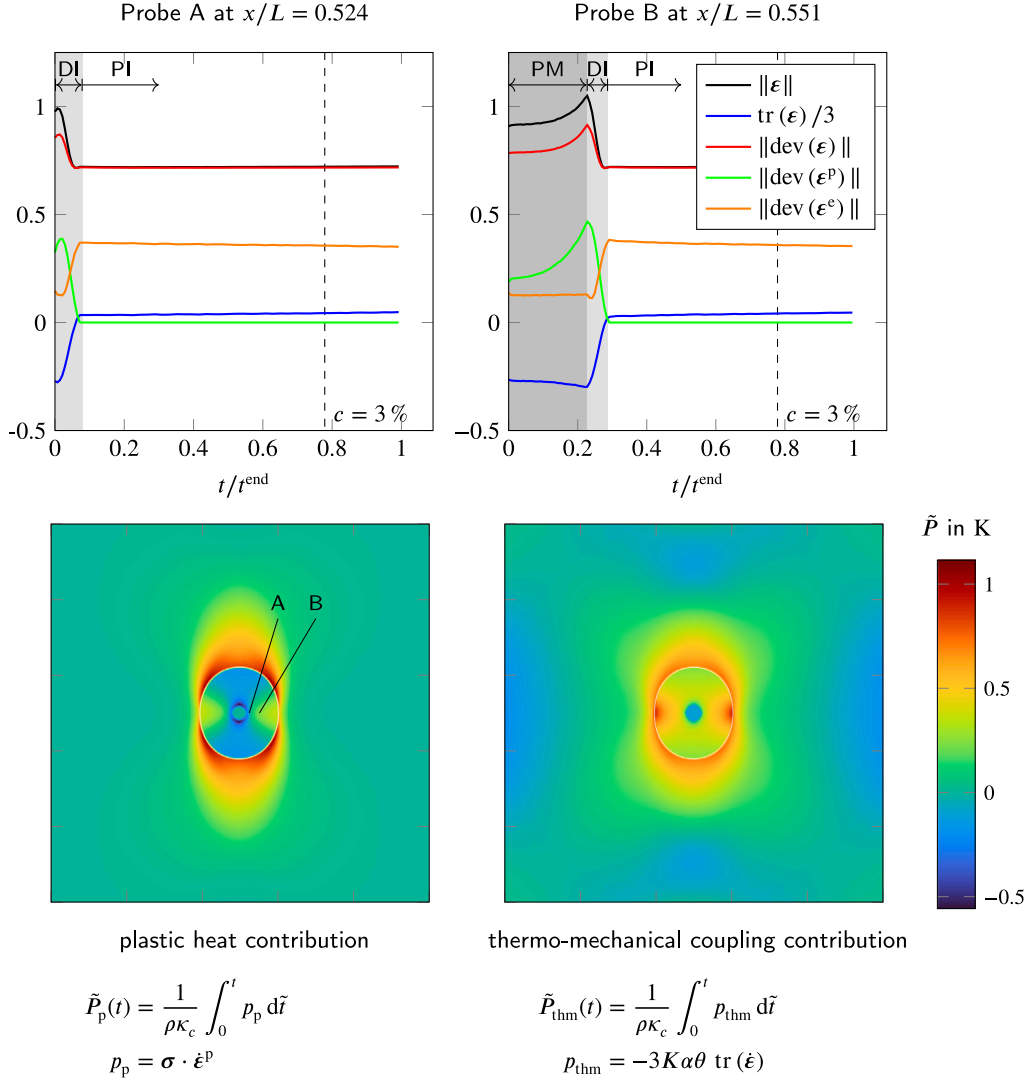 Probe A at x/L = 0.524
Probe B at x/L = 0.551
DI PI
PM DI PI
‖ε‖
tr (ε) /3
‖dev (ε)‖
‖dev (εᵖ)‖
‖dev (εᵉ)‖
1
0.5
0
-0.5
c = 3 %
0 0.2 0.4 0.6 0.8 1
t/tᵉⁿᵈ
1
0.5
0
−0.5
c = 3 %
0 0.2 0.4 0.6 0.8 1
t/tᵉⁿᵈ
A B
P̃ in K
1
0.5
0
−0.5
plastic heat contribution
thermo-mechanical coupling contribution
P̃ₚ(t) = 1/(ρκ_c) ∫₀ᵗ pₚ dt̃
pₚ = σ · ε̇ᵖ
P̃_thm(t) = 1/(ρκ_c) ∫₀ᵗ p_thm dt̃
p_thm = −3Kαθ tr (ε̇)